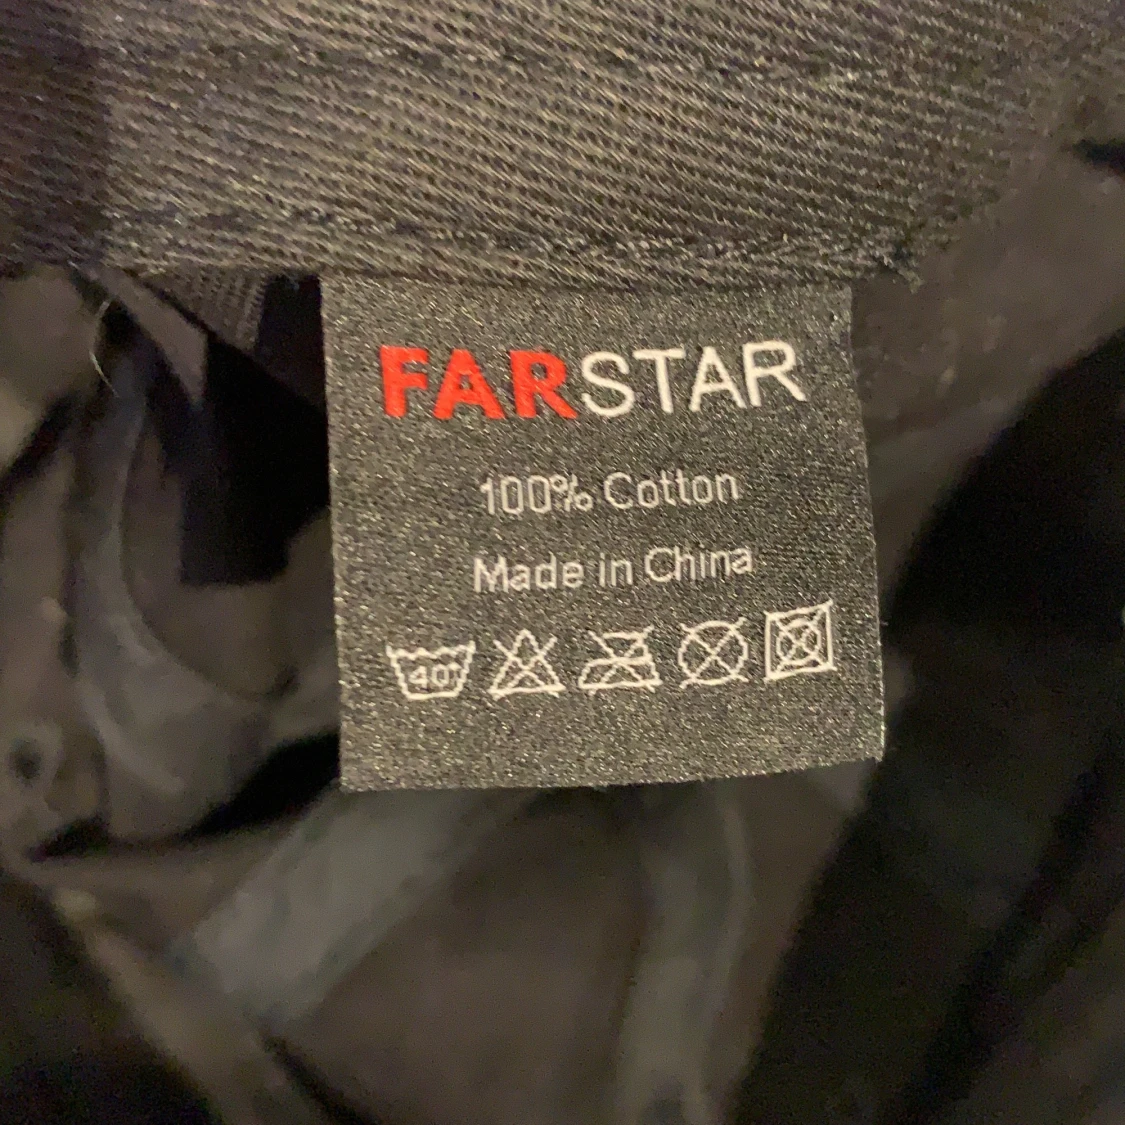 FARSTAR
100% Cotton
Made in China
40